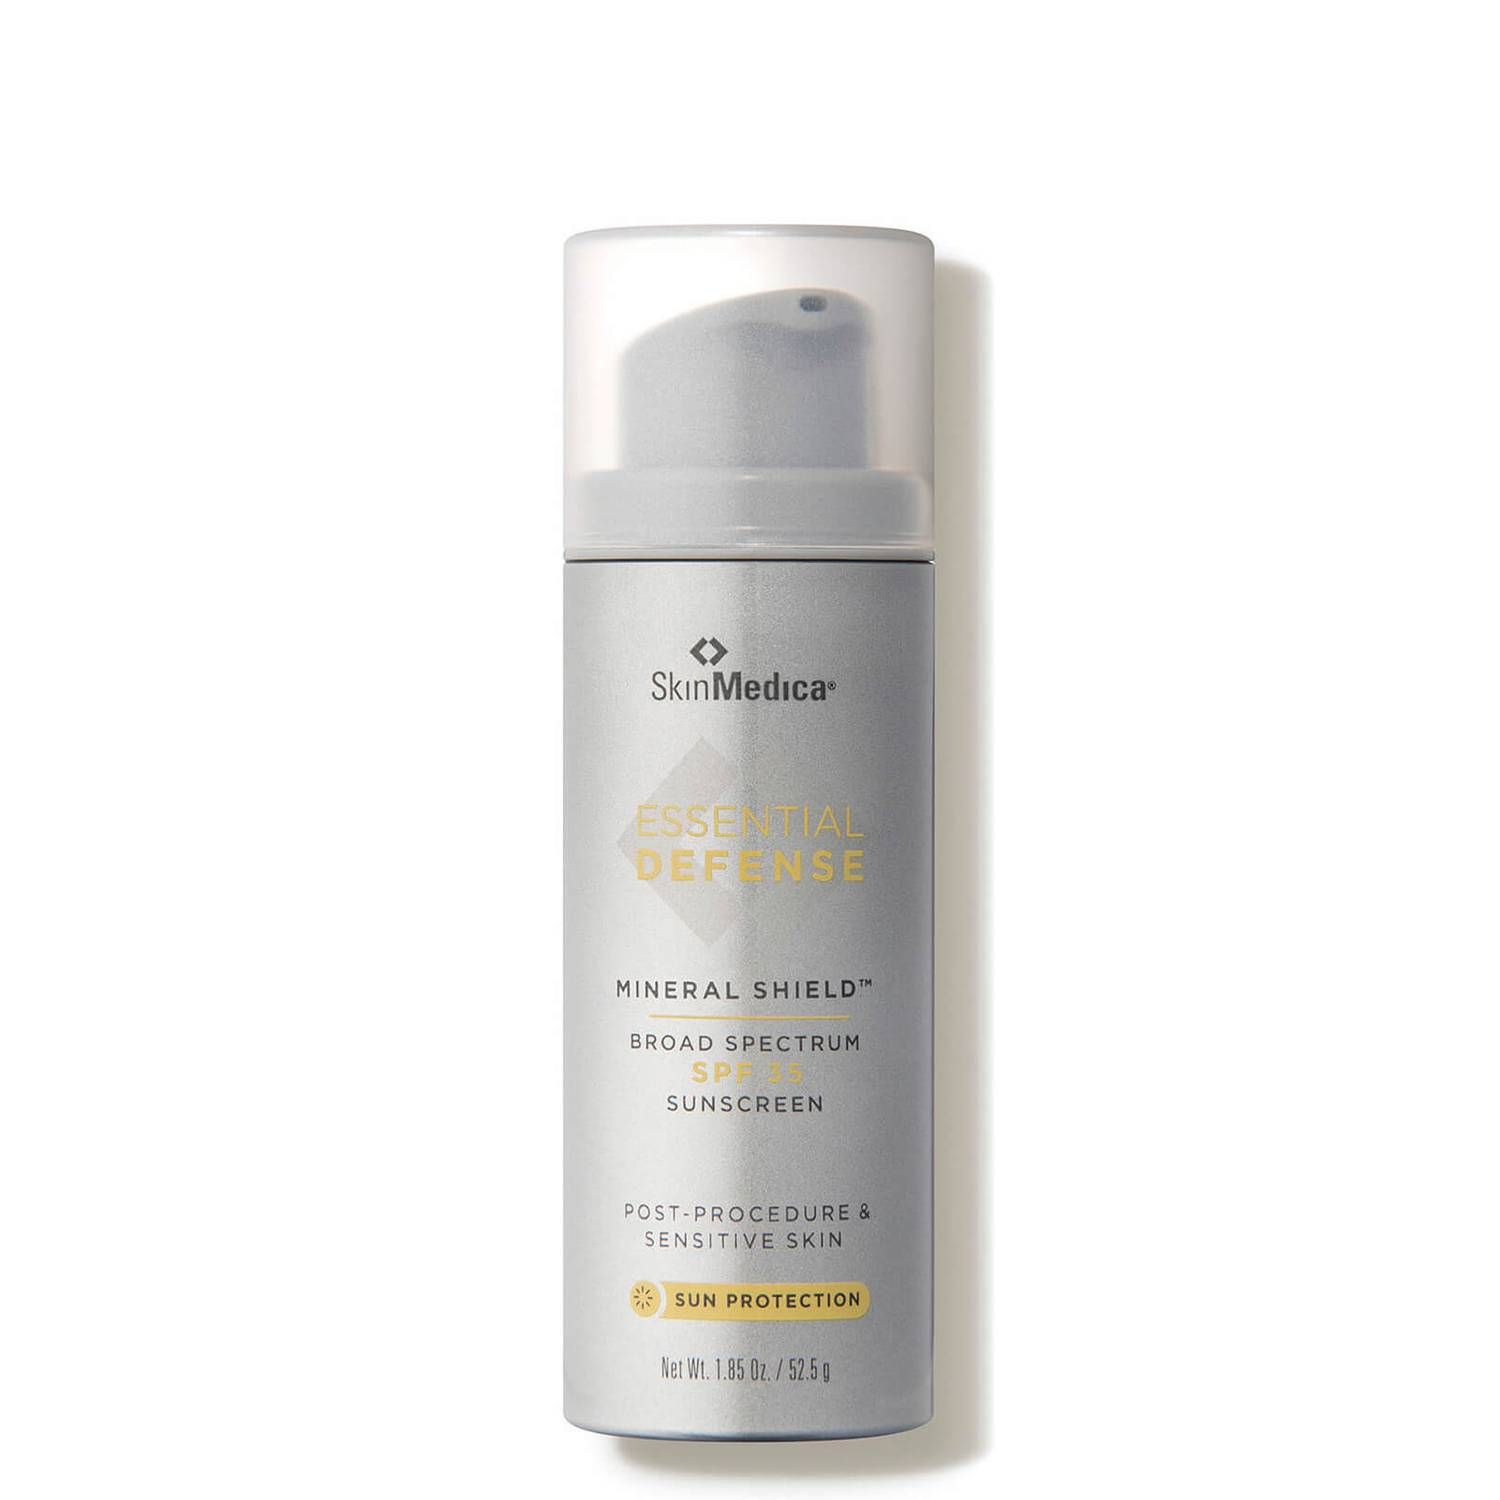 SkinMedica®
ESSENTIAL
DEFENSE
MINERAL SHIELD™
BROAD SPECTRUM
SPF 35
SUNSCREEN
POST-PROCEDURE &
SENSITIVE SKIN
SUN PROTECTION
Net Wt. 1.85 Oz. / 52.5 g